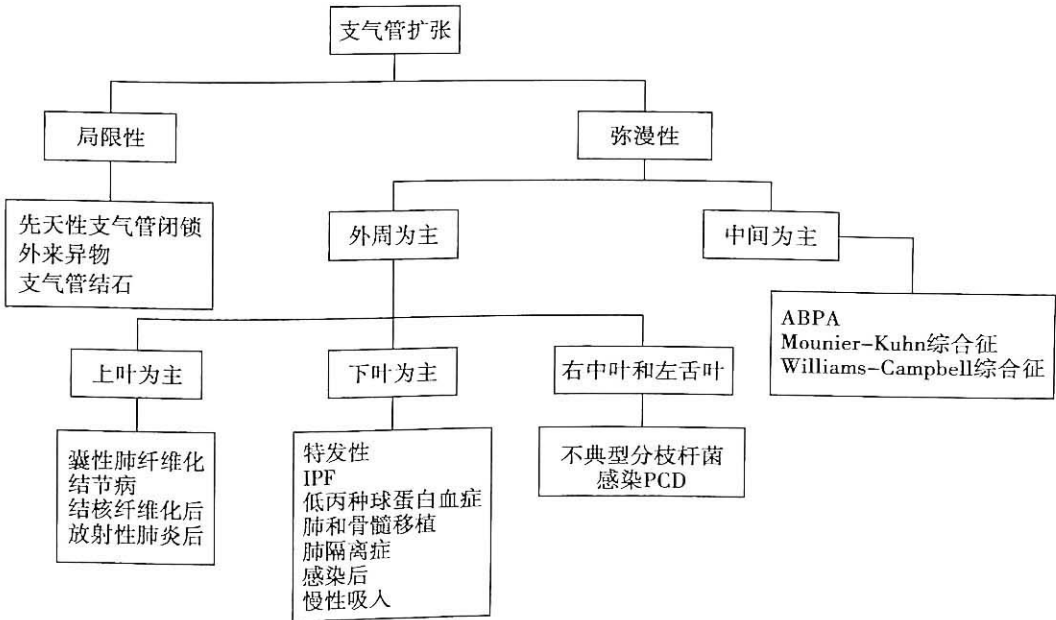 支气管扩张
局限性
弥漫性
先天性支气管闭锁
外来异物
支气管结石
外周为主
中间为主
ABPA
Mounier-Kuhn综合征
Williams-Campbell综合征
上叶为主
下叶为主
右中叶和左舌叶
囊性肺纤维化
结节病
结核纤维化后
放射性肺炎后
特发性
IPF
低丙种球蛋白血症
肺和骨髓移植
肺隔离症
感染后
慢性吸入
不典型分枝杆菌
感染PCD